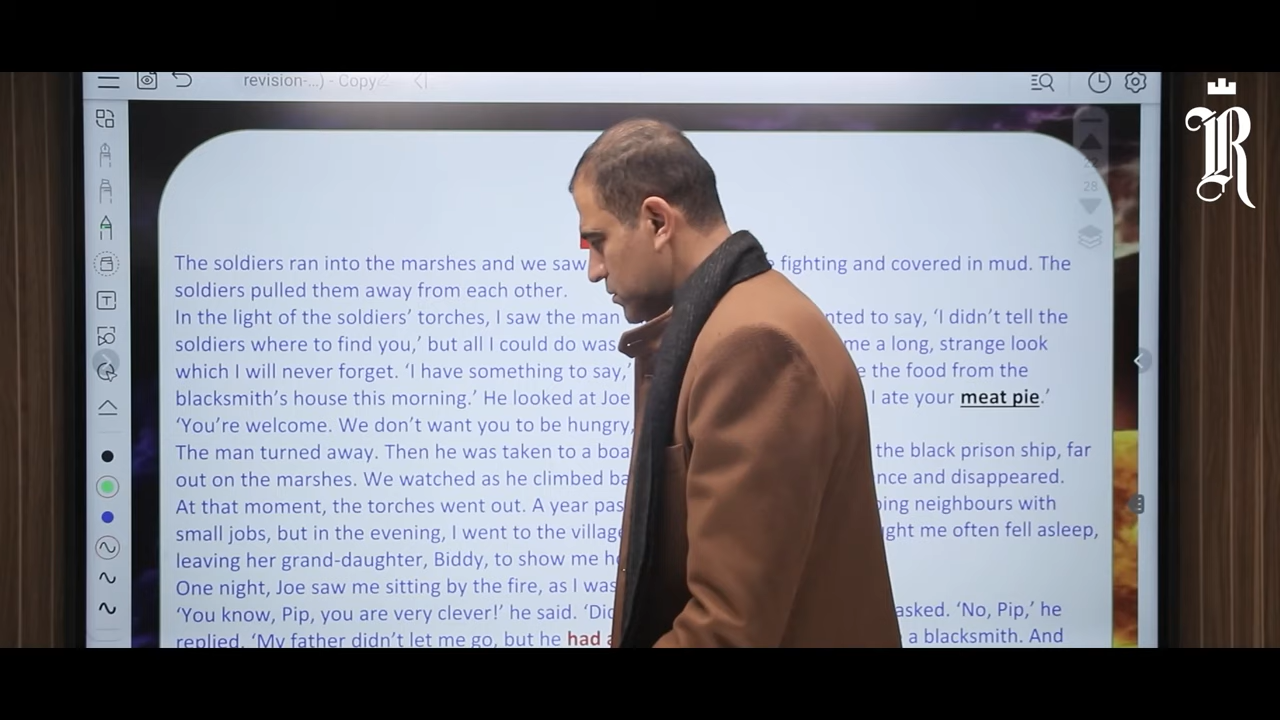 revision-...) - Copy
R
22
28
The soldiers ran into the marshes and we saw fighting and covered in mud. The
soldiers pulled them away from each other.
In the light of the soldiers’ torches, I saw the man to say, ‘I didn’t tell the
soldiers where to find you,’ but all I could do was me a long, strange look
which I will never forget. ‘I have something to say,’ the food from the
blacksmith’s house this morning.’ He looked at Joe I ate your meat pie.’
‘You’re welcome. We don’t want you to be hungry,
The man turned away. Then he was taken to a the black prison ship, far
out on the marshes. We watched as he climbed and disappeared.
At that moment, the torches went out. A year neighbours with
small jobs, but in the evening, I went to the me often fell asleep,
leaving her grand-daughter, Biddy, to show me
One night, Joe saw me sitting by the fire, as I was
‘You know, Pip, you are very clever!’ he said. asked. ‘No, Pip,’ he
replied. ‘My father didn’t let me go, but he had a blacksmith. And